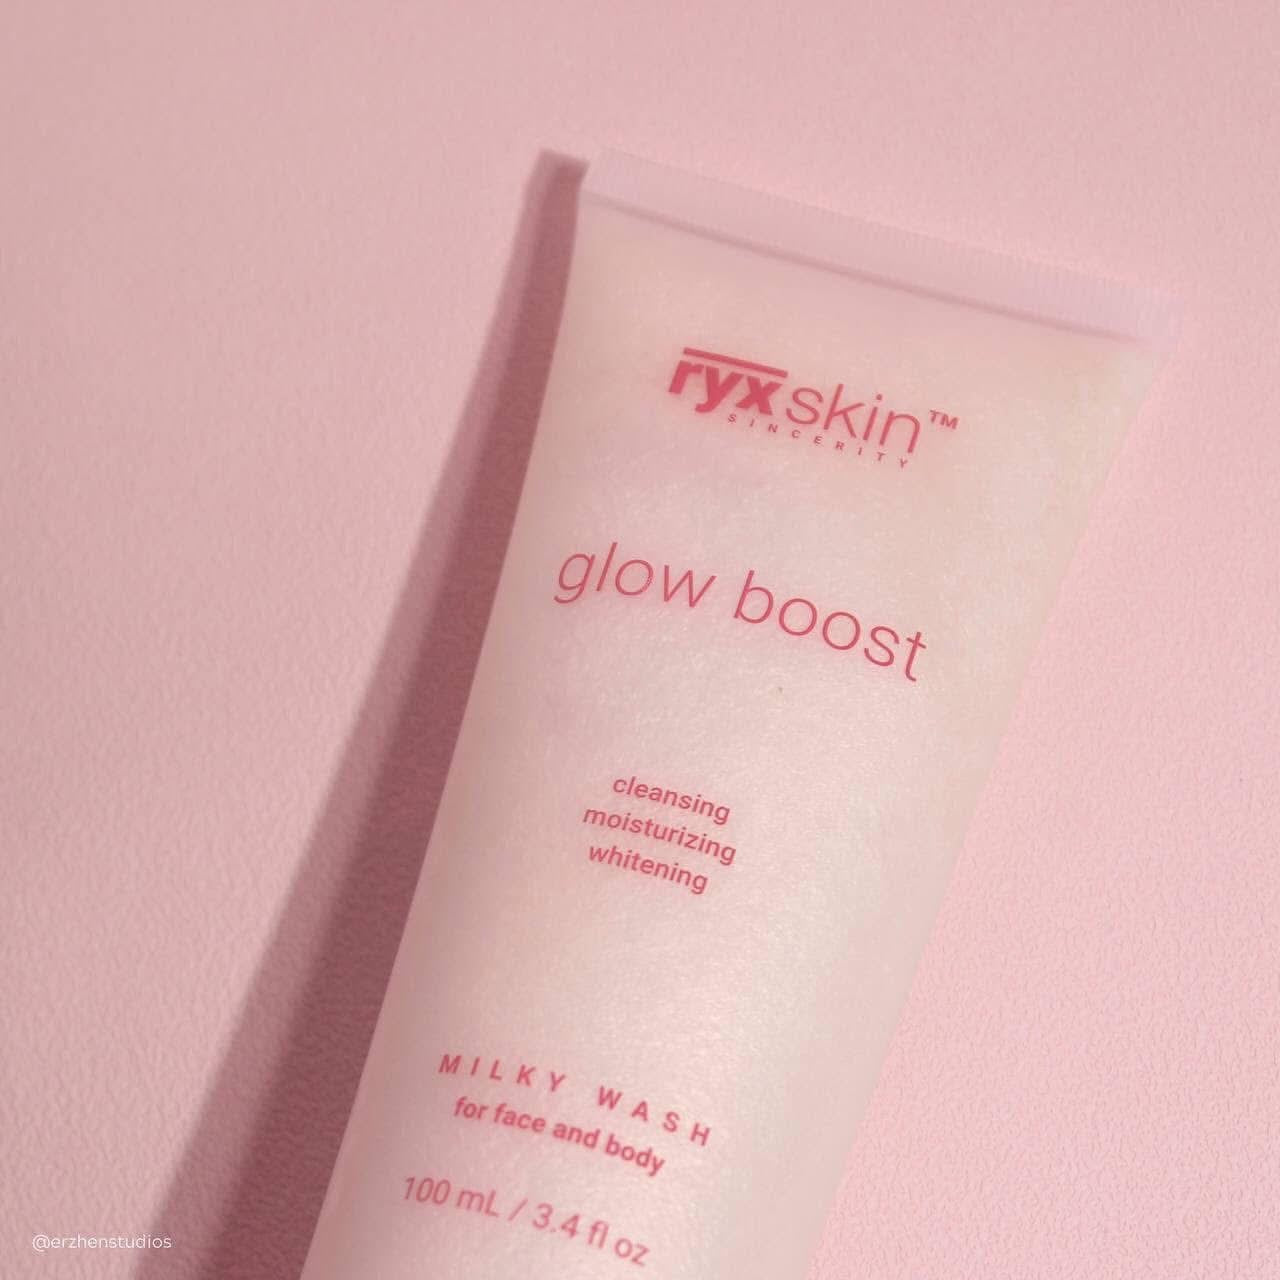 ryxskin™
SINCERITY
glow boost
cleansing
moisturizing
whitening
MILKY WASH
for face and body
100 mL / 3.4 fl oz
@erzhenstudios